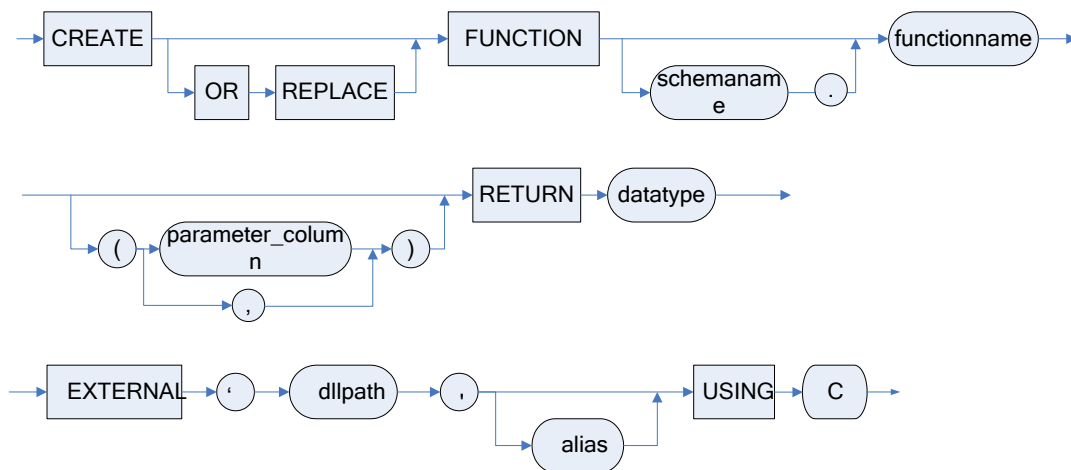 CREATE FUNCTION functionname
OR REPLACE schemanam
e .
RETURN datatype
( parameter_colum
n )
,
EXTERNAL ‘ dllpath , USING C
alias